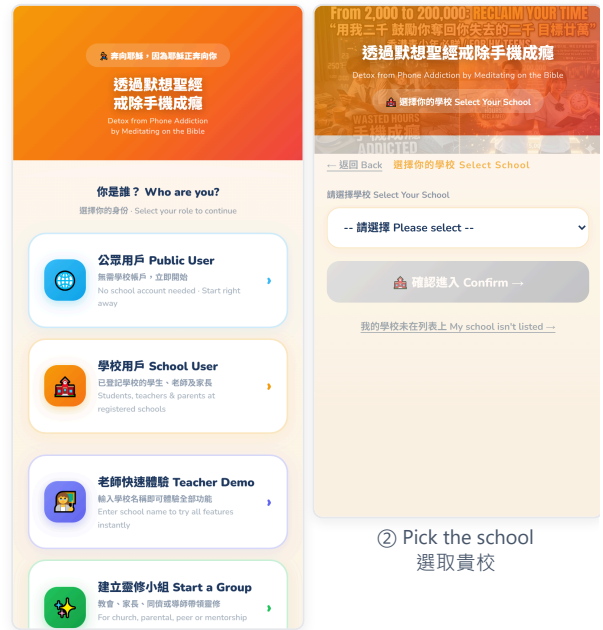 奔向耶穌，因為耶穌正奔向你
透過默想聖經
戒除手機成癮
Detox from Phone Addiction
by Meditating on the Bible
你是誰？ Who are you?
選擇你的身份 · Select your role to continue
公眾用戶 Public User
無需學校帳戶，立即開始
No school account needed · Start right
away
學校用戶 School User
已登記學校的學生、老師及家長
Students, teachers & parents at
registered schools
老師快速體驗 Teacher Demo
輸入學校名稱即可體驗全部功能
Enter school name to try all features
instantly
建立靈修小組 Start a Group
教會、家長、同儕或導師帶領靈修
For church, parental, peer or mentorship
From 2,000 to 200,000: RECLAIM YOUR TIME
“用我二千 鼓勵你奪回你失去的二千 目標廿萬”
透過默想聖經戒除手機成癮
Detox from Phone Addiction by Meditating on the Bible
選擇你的學校 Select Your School
WASTED HOURS
手機成癮
ADDICTED
← 返回 Back 選擇你的學校 Select School
請選擇學校 Select Your School
-- 請選擇 Please select --
確認進入 Confirm →
我的學校未在列表上 My school isn't listed →
② Pick the school
選取貴校